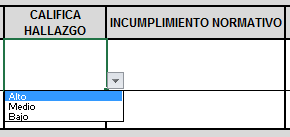 CALIFICA
HALLAZGO
INCUMPLIMIENTO NORMATIVO
Alto
Medio
Bajo